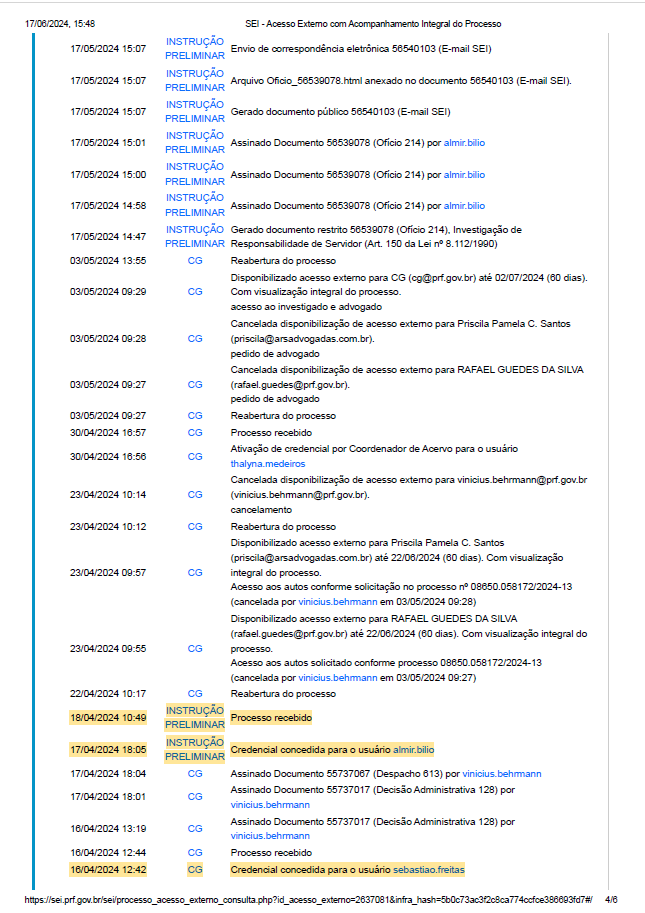 17/06/2024, 15:48 SEI - Acesso Externo com Acompanhamento Integral do Processo
17/05/2024 15:07 INSTRUÇÃO PRELIMINAR Envio de correspondência eletrônica 56540103 (E-mail SEI)
17/05/2024 15:07 INSTRUÇÃO PRELIMINAR Arquivo Oficio_56539078.html anexado no documento 56540103 (E-mail SEI).
17/05/2024 15:07 INSTRUÇÃO PRELIMINAR Gerado documento público 56540103 (E-mail SEI)
17/05/2024 15:01 INSTRUÇÃO PRELIMINAR Assinado Documento 56539078 (Ofício 214) por almir.bilio
17/05/2024 15:00 INSTRUÇÃO PRELIMINAR Assinado Documento 56539078 (Ofício 214) por almir.bilio
17/05/2024 14:58 INSTRUÇÃO PRELIMINAR Assinado Documento 56539078 (Ofício 214) por almir.bilio
17/05/2024 14:47 INSTRUÇÃO PRELIMINAR Gerado documento restrito 56539078 (Ofício 214), Investigação de
Responsabilidade de Servidor (Art. 150 da Lei nº 8.112/1990)
03/05/2024 13:55 CG Reabertura do processo
03/05/2024 09:29 CG Disponibilizado acesso externo para CG (cg@prf.gov.br) até 02/07/2024 (60 dias).
Com visualização integral do processo.
acesso ao investigado e advogado
03/05/2024 09:28 CG Cancelada disponibilização de acesso externo para Priscila Pamela C. Santos
(priscila@arsadvogadas.com.br).
pedido de advogado
03/05/2024 09:27 CG Cancelada disponibilização de acesso externo para RAFAEL GUEDES DA SILVA
(rafael.guedes@prf.gov.br).
pedido de advogado
03/05/2024 09:27 CG Reabertura do processo
30/04/2024 16:57 CG Processo recebido
30/04/2024 16:56 CG Ativação de credencial por Coordenador de Acervo para o usuário
thalyna.medeiros
23/04/2024 10:14 CG Cancelada disponibilização de acesso externo para vinicius.behrmann@prf.gov.br
(vinicius.behrmann@prf.gov.br).
cancelamento
23/04/2024 10:12 CG Reabertura do processo
23/04/2024 09:57 CG Disponibilizado acesso externo para Priscila Pamela C. Santos
(priscila@arsadvogadas.com.br) até 22/06/2024 (60 dias). Com visualização
integral do processo.
Acesso aos autos conforme solicitação no processo nº 08650.058172/2024-13
(cancelada por vinicius.behrmann em 03/05/2024 09:28)
23/04/2024 09:55 CG Disponibilizado acesso externo para RAFAEL GUEDES DA SILVA
(rafael.guedes@prf.gov.br) até 22/06/2024 (60 dias). Com visualização integral do
processo.
Acesso aos autos solicitado conforme processo 08650.058172/2024-13
(cancelada por vinicius.behrmann em 03/05/2024 09:27)
22/04/2024 10:17 CG Reabertura do processo
18/04/2024 10:49 INSTRUÇÃO PRELIMINAR Processo recebido
17/04/2024 18:05 INSTRUÇÃO PRELIMINAR Credencial concedida para o usuário almir.bilio
17/04/2024 18:04 CG Assinado Documento 55737067 (Despacho 613) por vinicius.behrmann
17/04/2024 18:01 CG Assinado Documento 55737017 (Decisão Administrativa 128) por
vinicius.behrmann
16/04/2024 13:19 CG Assinado Documento 55737017 (Decisão Administrativa 128) por
vinicius.behrmann
16/04/2024 12:44 CG Processo recebido
16/04/2024 12:42 CG Credencial concedida para o usuário sebastiao.freitas
https://sei.prf.gov.br/sei/processo_acesso_externo_consulta.php?id_acesso_externo=2637081&infra_hash=5b0c73ac3f2c8ca774ccfce386693fd7#/ 4/6